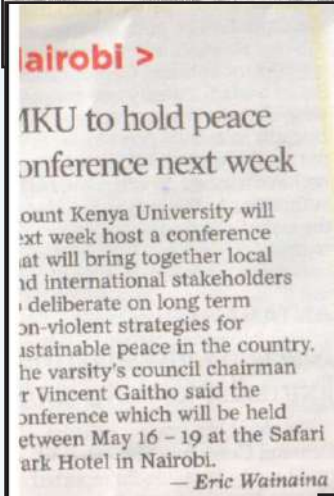 airobi >
IKU to hold peace
onference next week
ount Kenya University will
ext week host a conference
at will bring together local
nd international stakeholders
deliberate on long term
on-violent strategies for
ustainable peace in the country.
he varsity's council chairman
r Vincent Gaitho said the
onference which will be held
etween May 16 – 19 at the Safari
ark Hotel in Nairobi.
— Eric Wainaina